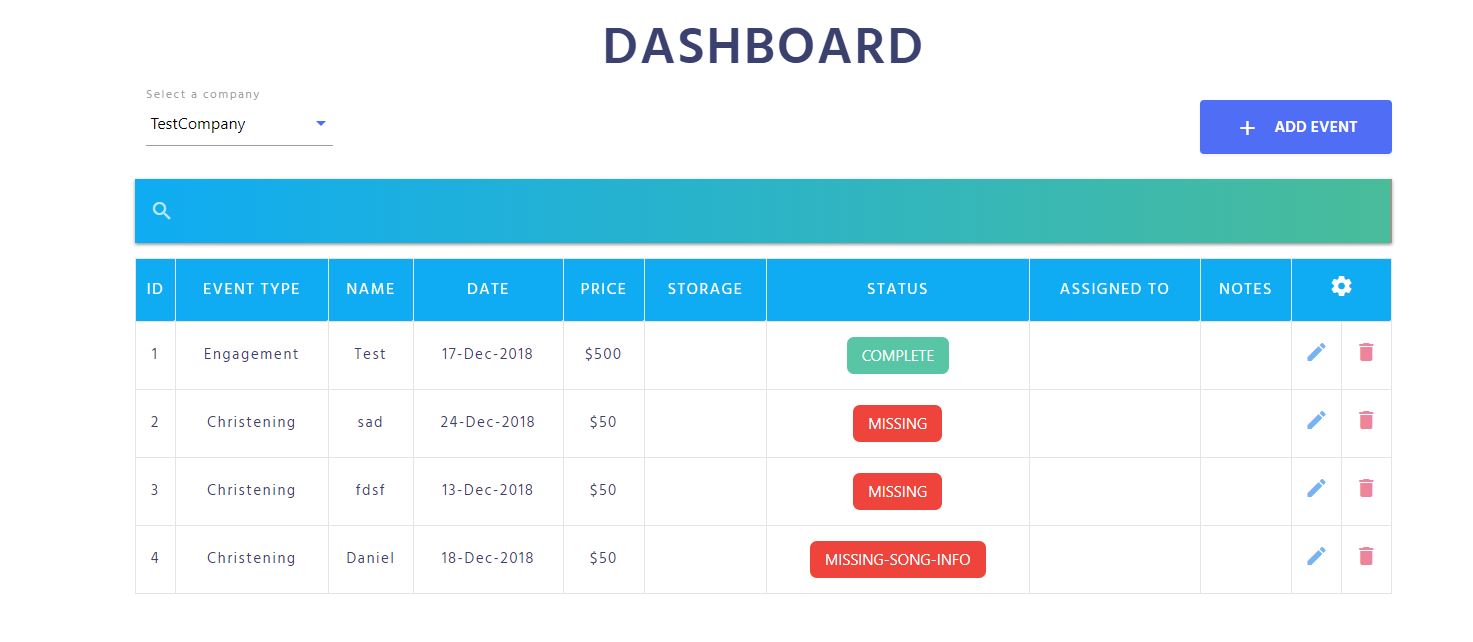 DASHBOARD
Select a company
TestCompany
ADD EVENT
ID EVENT TYPE NAME DATE PRICE STORAGE STATUS ASSIGNED TO NOTES
1 Engagement Test 17-Dec-2018 $500 COMPLETE
2 Christening sad 24-Dec-2018 $50 MISSING
3 Christening fdsf 13-Dec-2018 $50 MISSING
4 Christening Daniel 18-Dec-2018 $50 MISSING-SONG-INFO